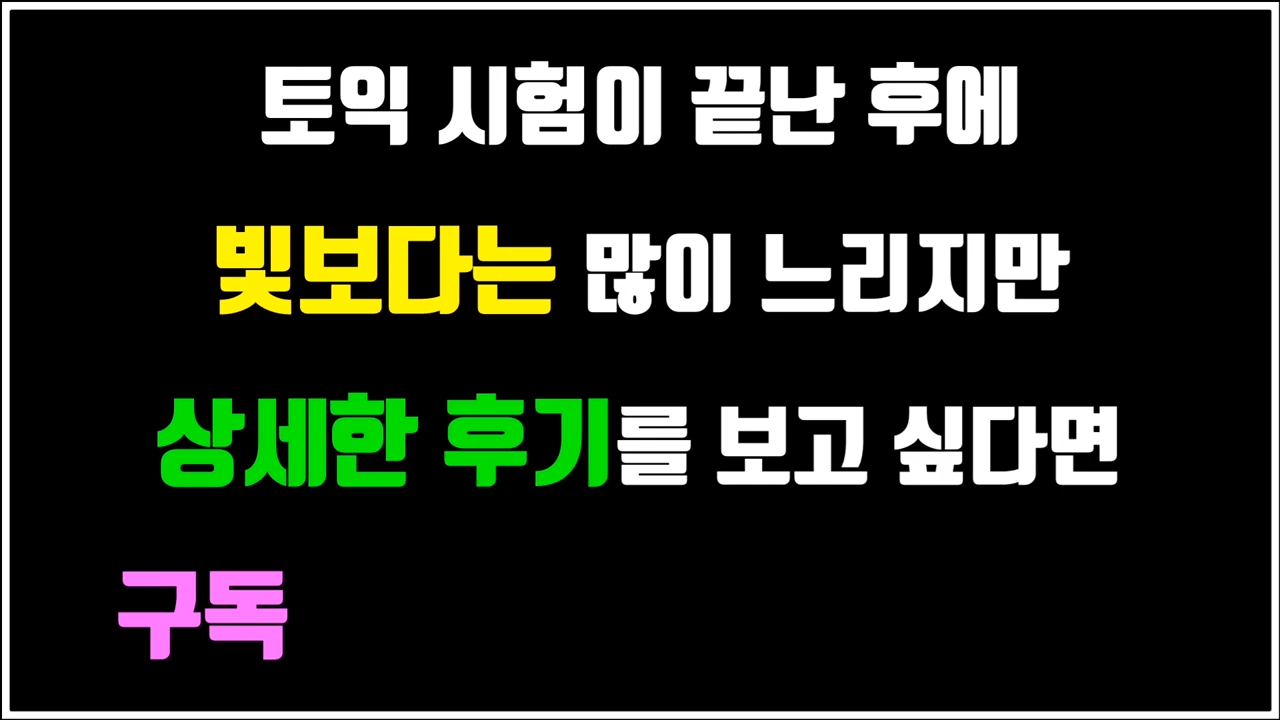 토익 시험이 끝난 후에
빛보다는 많이 느리지만
상세한 후기를 보고 싶다면
구독